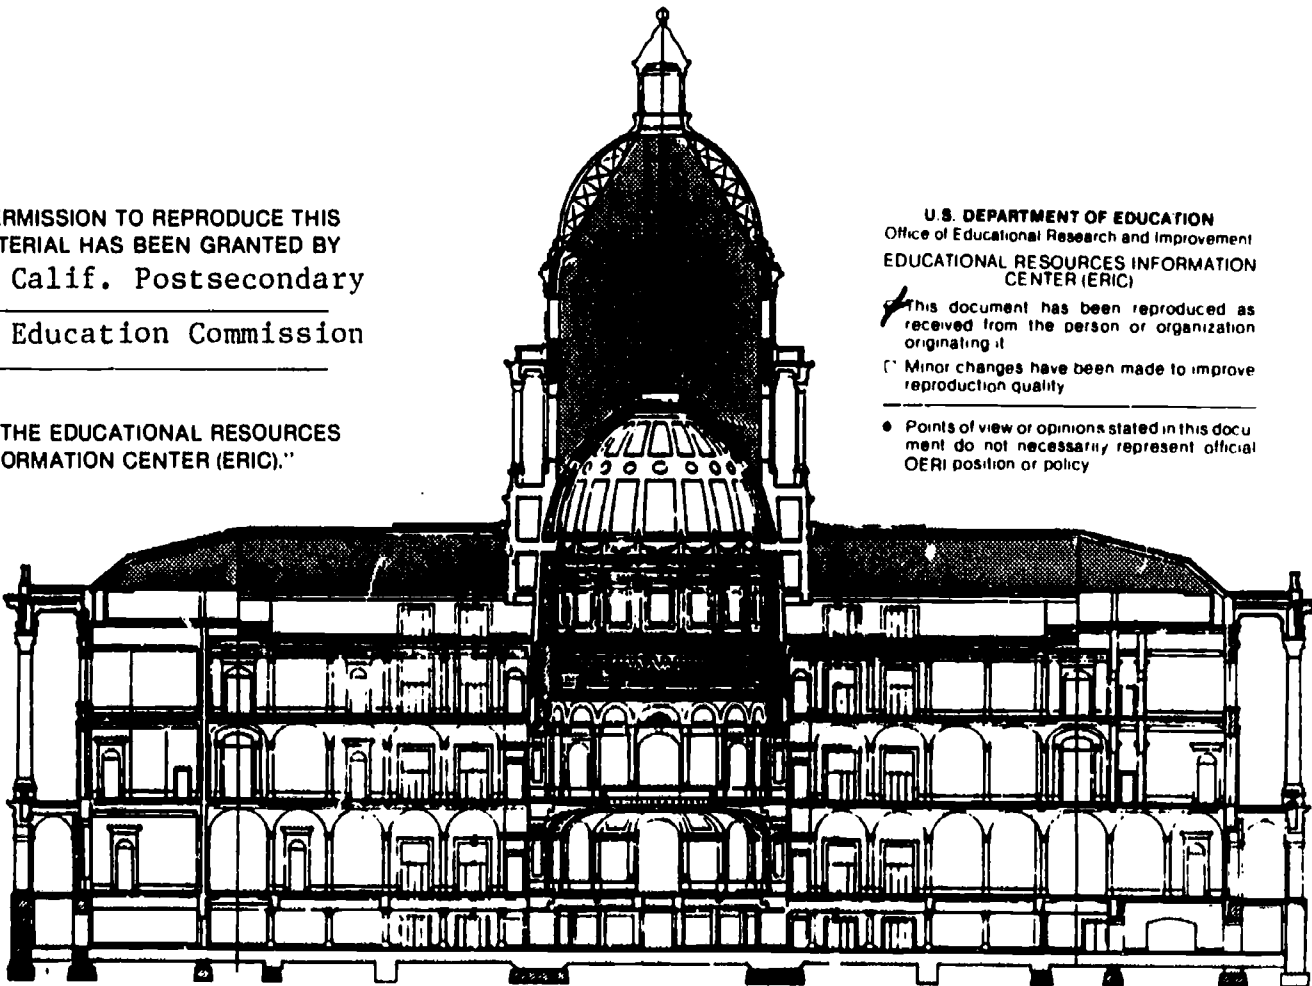 ERMISSION TO REPRODUCE THIS
TERIAL HAS BEEN GRANTED BY
Calif. Postsecondary
Education Commission
THE EDUCATIONAL RESOURCES
ORMATION CENTER (ERIC)."
U.S. DEPARTMENT OF EDUCATION
Office of Educational Research and Improvement
EDUCATIONAL RESOURCES INFORMATION
CENTER (ERIC)
This document has been reproduced as
received from the person or organization
originating it
Minor changes have been made to improve
reproduction quality
● Points of view or opinions stated in this docu
ment do not necessarily represent official
OERI position or policy